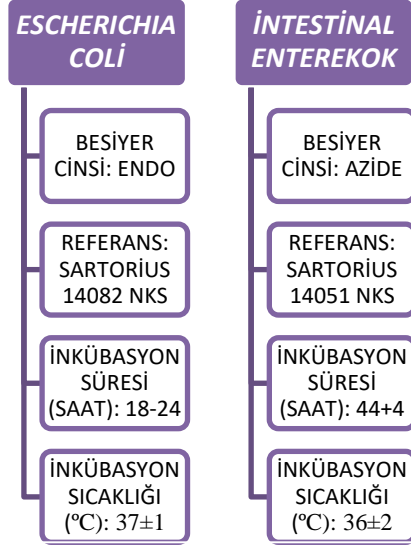 ESCHERICHIA
COLİ
BESİYER
CİNSİ: ENDO
REFERANS:
SARTORİUS
14082 NKS
İNKÜBASYON
SÜRESİ
(SAAT): 18-24
İNKÜBASYON
SICAKLIĞI
(ºC): 37±1
İNTESTİNAL
ENTEREKOK
BESİYER
CİNSİ: AZİDE
REFERANS:
SARTORİUS
14051 NKS
İNKÜBASYON
SÜRESİ
(SAAT): 44+4
İNKÜBASYON
SICAKLIĞI
(ºC): 36±2